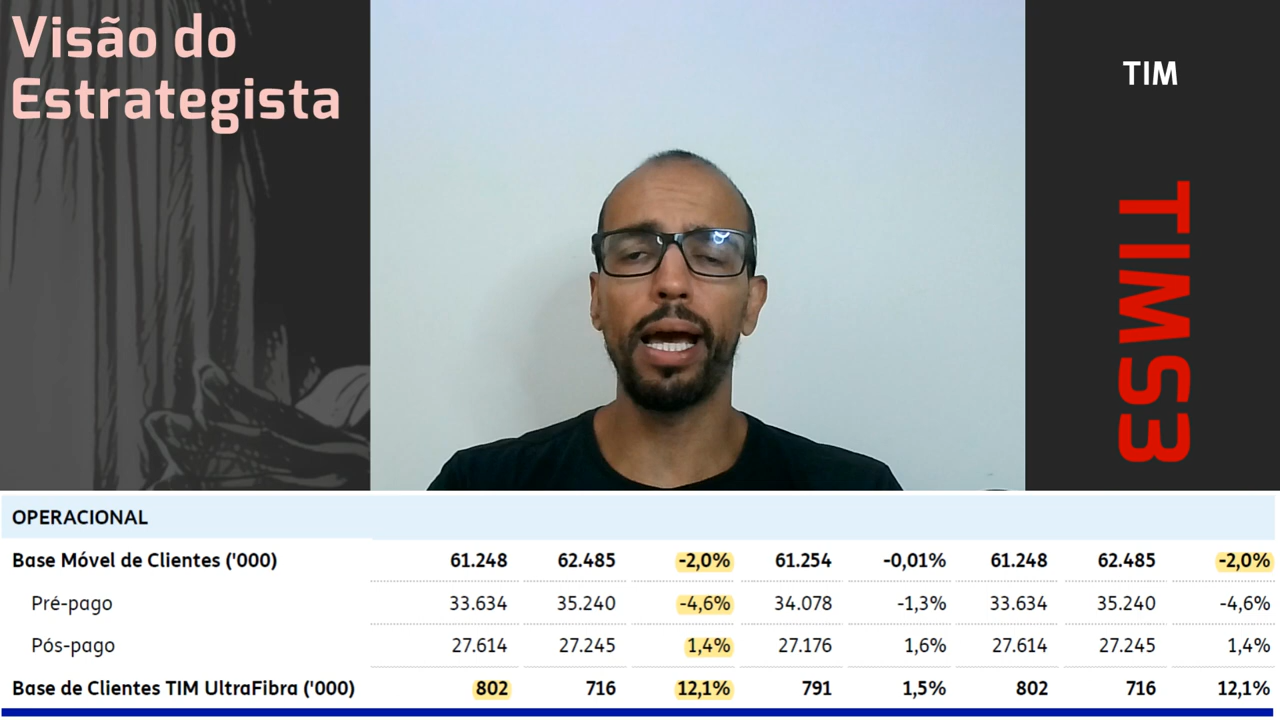 Visão do
Estrategista
TIM
TIMS3
OPERACIONAL
Base Móvel de Clientes ('000) 61.248 62.485 -2,0% 61.254 -0,01% 61.248 62.485 -2,0%
Pré-pago 33.634 35.240 -4,6% 34.078 -1,3% 33.634 35.240 -4,6%
Pós-pago 27.614 27.245 1,4% 27.176 1,6% 27.614 27.245 1,4%
Base de Clientes TIM UltraFibra ('000) 802 716 12,1% 791 1,5% 802 716 12,1%